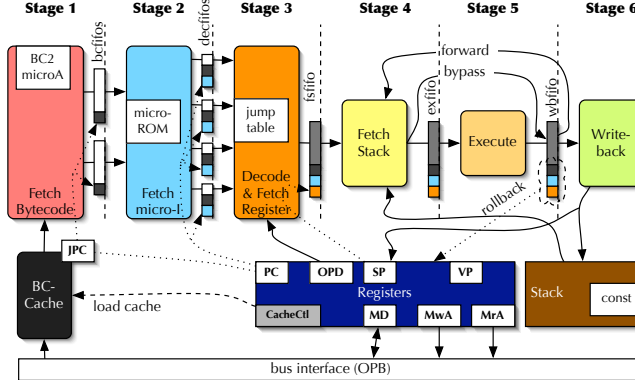 Stage 1
Stage 2
Stage 3
Stage 4
Stage 5
Stage 6
bcfifos
decfifos
fsfifo
exfifo
wbfifo
forward
bypass
BC2
microA
micro-
ROM
jump
table
Fetch
Stack
Execute
Write-
back
Fetch
Bytecode
Fetch
micro-I
Decode
& Fetch
Register
rollback
JPC
BC-
Cache
load cache
PC
OPD
SP
VP
Registers
CacheCtl
MD
MwA
MrA
Stack
const
bus interface (OPB)